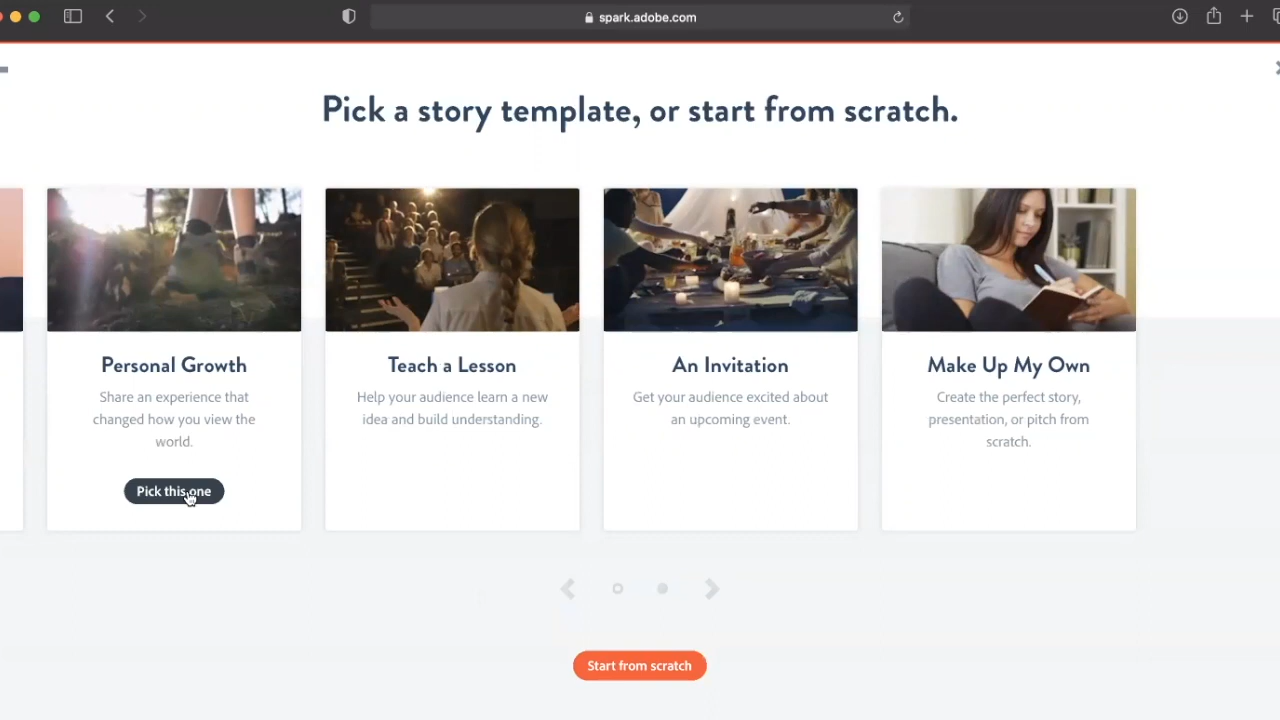 spark.adobe.com
Pick a story template, or start from scratch.
Personal Growth
Share an experience that
changed how you view the
world.
Pick this one
Teach a Lesson
Help your audience learn a new
idea and build understanding.
An Invitation
Get your audience excited about
an upcoming event.
Make Up My Own
Create the perfect story,
presentation, or pitch from
scratch.
Start from scratch